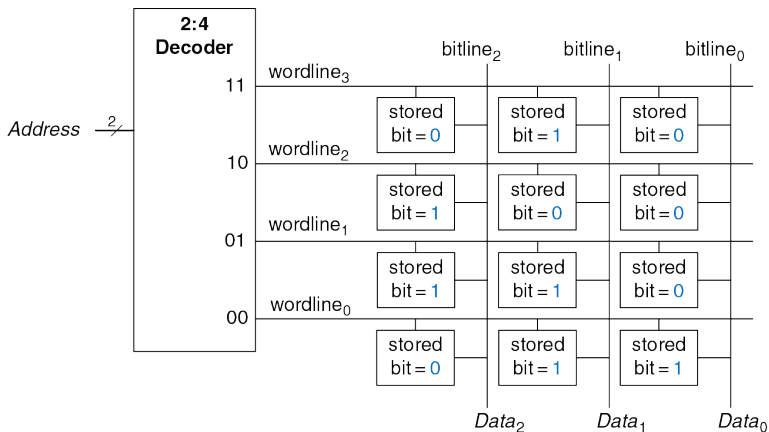 2:4
Decoder
bitline₂ bitline₁ bitline₀
wordline₃
11
stored stored stored
bit = 0 bit = 1 bit = 0
Address 2
wordline₂
10
stored stored stored
bit = 1 bit = 0 bit = 0
wordline₁
01
stored stored stored
bit = 1 bit = 1 bit = 0
wordline₀
00
stored stored stored
bit = 0 bit = 1 bit = 1
Data₂ Data₁ Data₀